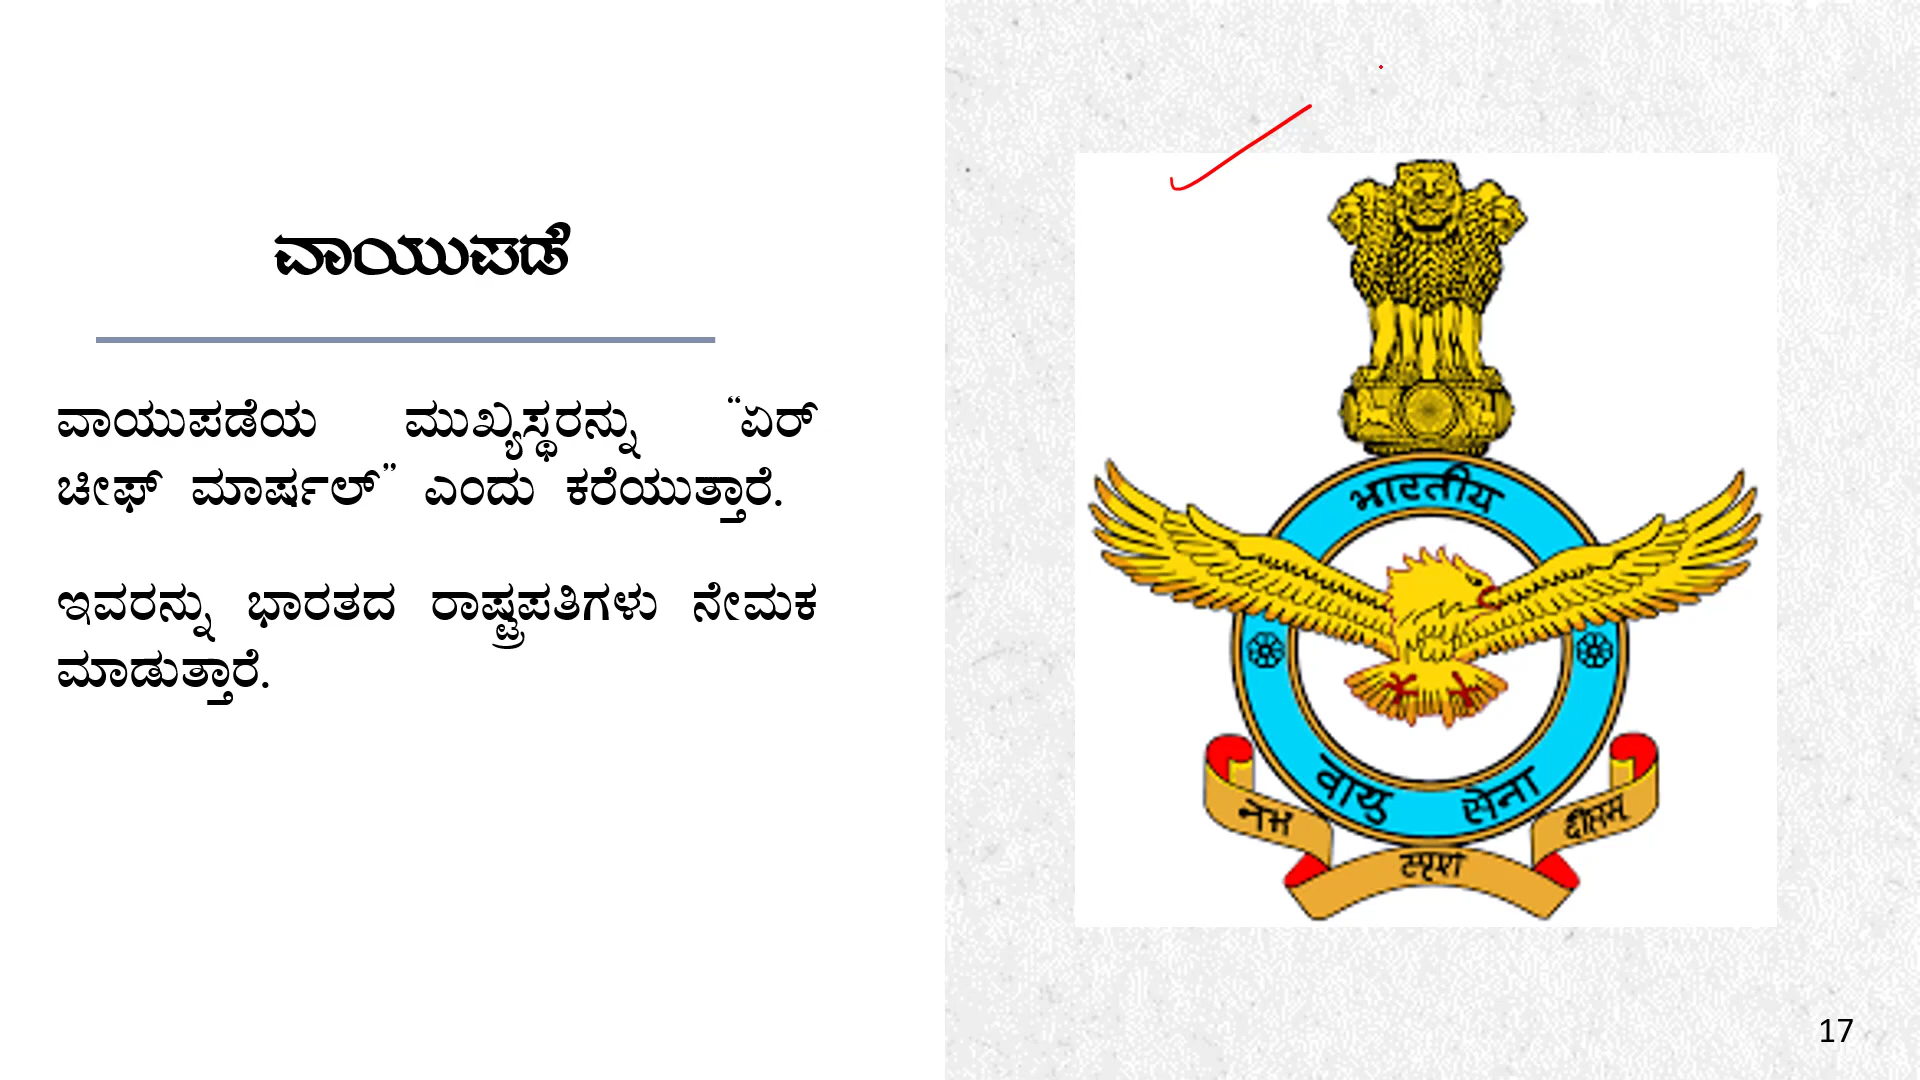 ವಾಯುಪಡೆ
ವಾಯುಪಡೆಯ ಮುಖ್ಯಸ್ಥರನ್ನು “ಏರ್
ಚೀಫ್ ಮಾರ್ಷಲ್” ಎಂದು ಕರೆಯುತ್ತಾರೆ.
ಇವರನ್ನು ಭಾರತದ ರಾಷ್ಟ್ರಪತಿಗಳು ನೇಮಕ
ಮಾಡುತ್ತಾರೆ.
भारतीय
वायु सेना
नभ स्पृशं दीप्तम्
17